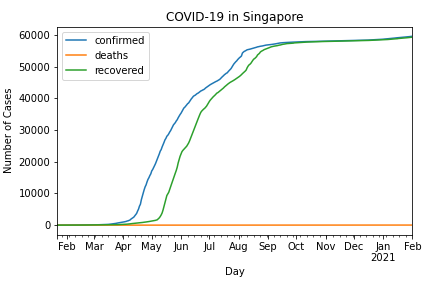 COVID-19 in Singapore
confirmed
deaths
recovered
Number of Cases
60000
50000
40000
30000
20000
10000
0
Feb Mar Apr May Jun Jul Aug Sep Oct Nov Dec Jan Feb
2021
Day